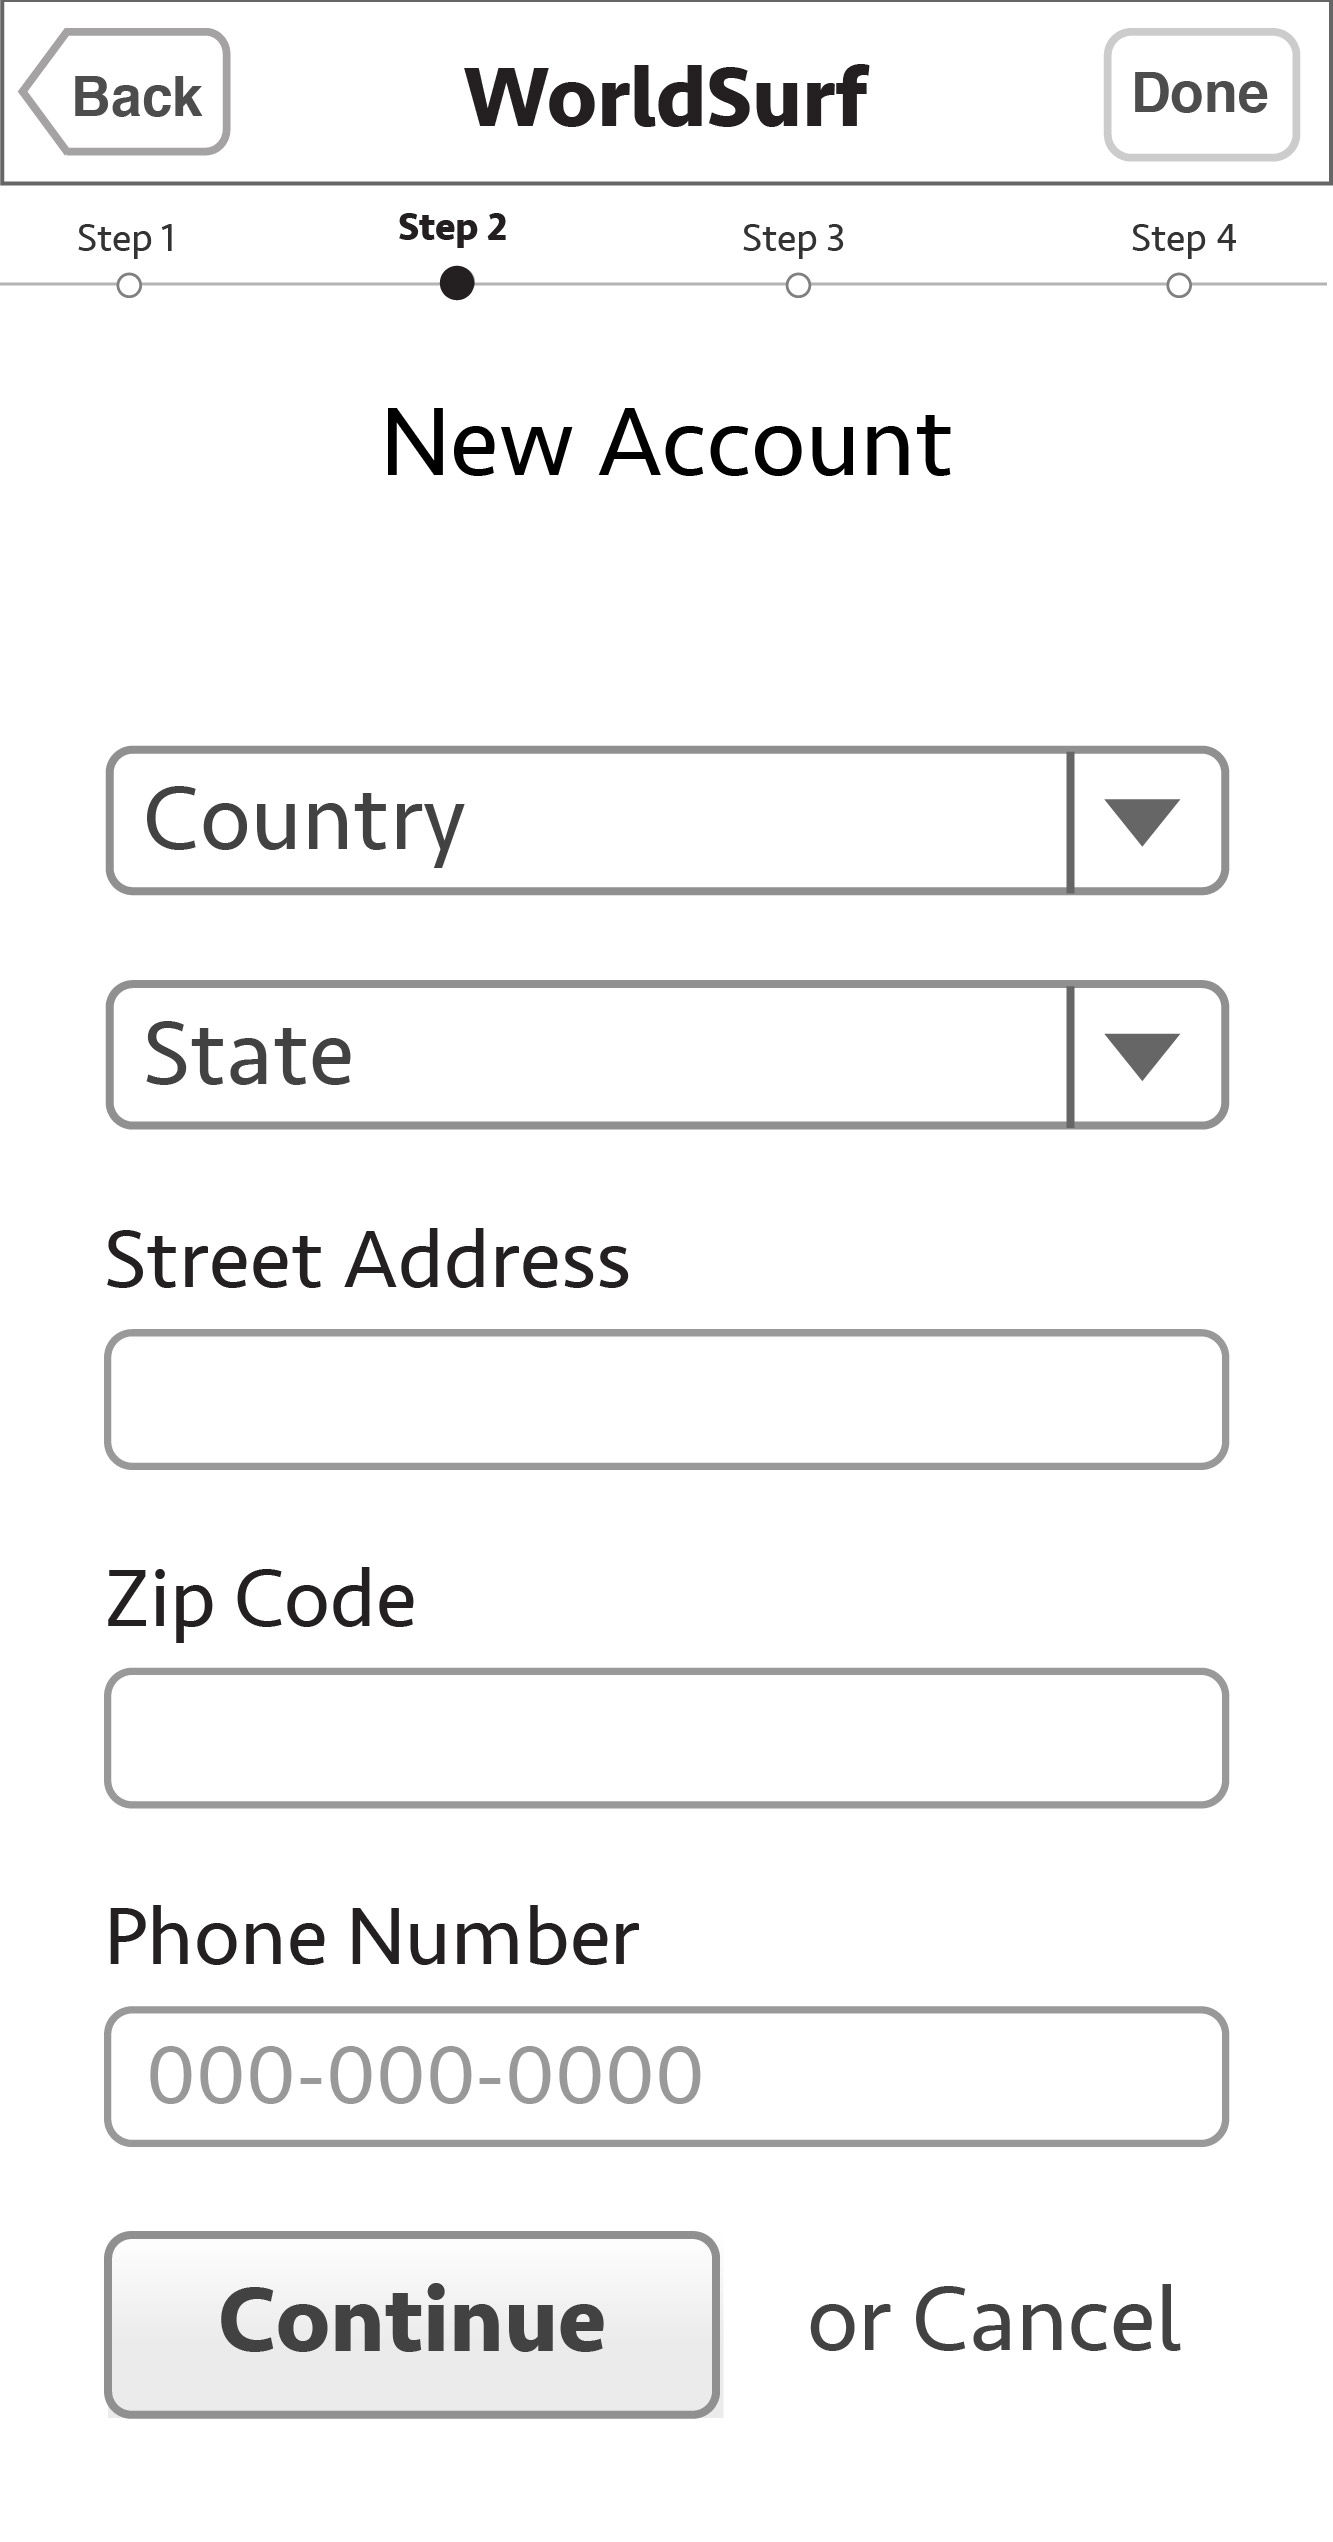 Back WorldSurf Done
Step 1 Step 2 Step 3 Step 4
New Account
Country
State
Street Address
Zip Code
Phone Number
000-000-0000
Continue or Cancel